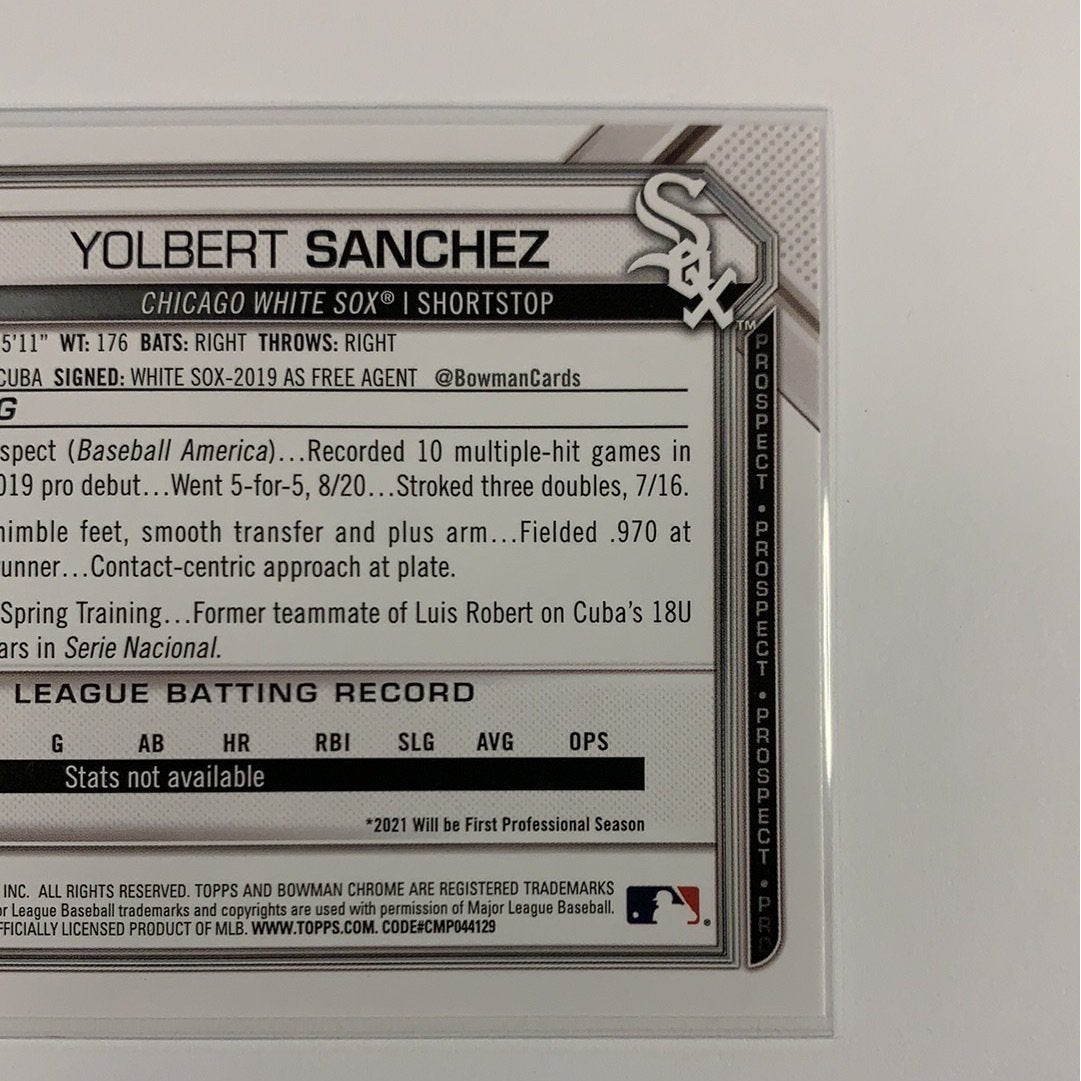 YOLBERT SANCHEZ
Sox
™
CHICAGO WHITE SOX® | SHORTSTOP
5'11" WT: 176 BATS: RIGHT THROWS: RIGHT
CUBA SIGNED: WHITE SOX-2019 AS FREE AGENT @BowmanCards
G
spect (Baseball America)...Recorded 10 multiple-hit games in
019 pro debut...Went 5-for-5, 8/20...Stroked three doubles, 7/16.
nimble feet, smooth transfer and plus arm...Fielded .970 at
unner...Contact-centric approach at plate.
Spring Training...Former teammate of Luis Robert on Cuba's 18U
ars in Serie Nacional.
LEAGUE BATTING RECORD
G AB HR RBI SLG AVG OPS
Stats not available
*2021 Will be First Professional Season
INC. ALL RIGHTS RESERVED. TOPPS AND BOWMAN CHROME ARE REGISTERED TRADEMARKS
or League Baseball trademarks and copyrights are used with permission of Major League Baseball.
FFICIALLY LICENSED PRODUCT OF MLB. WWW.TOPPS.COM. CODE#CMP044129
PROSPECT • PROSPECT • PROSPECT • PRO